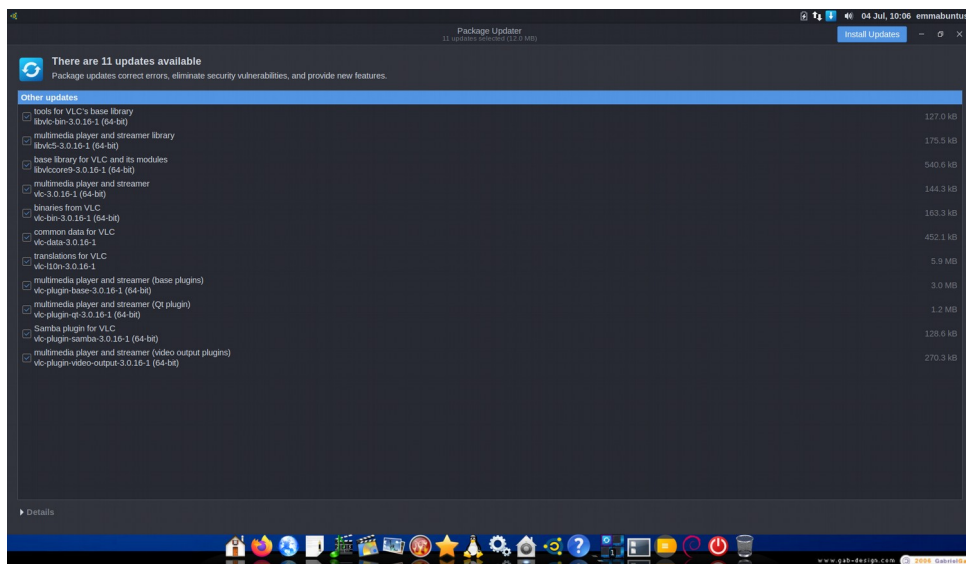 04 Jul, 10:06 emmabuntus
Package Updater
11 updates selected (12.0 MB)
Install Updates
There are 11 updates available
Package updates correct errors, eliminate security vulnerabilities, and provide new features.
Other updates
tools for VLC's base library
libvlc-bin-3.0.16-1 (64-bit)
127.0 kB
multimedia player and streamer library
libvlc5-3.0.16-1 (64-bit)
175.5 kB
base library for VLC and its modules
libvlccore9-3.0.16-1 (64-bit)
540.6 kB
multimedia player and streamer
vlc-3.0.16-1 (64-bit)
144.3 kB
binaries from VLC
vlc-bin-3.0.16-1 (64-bit)
163.3 kB
common data for VLC
vlc-data-3.0.16-1
452.1 kB
translations for VLC
vlc-l10n-3.0.16-1
5.9 MB
multimedia player and streamer (base plugins)
vlc-plugin-base-3.0.16-1 (64-bit)
3.0 MB
multimedia player and streamer (Qt plugin)
vlc-plugin-qt-3.0.16-1 (64-bit)
1.2 MB
Samba plugin for VLC
vlc-plugin-samba-3.0.16-1 (64-bit)
128.6 kB
multimedia player and streamer (video output plugins)
vlc-plugin-video-output-3.0.16-1 (64-bit)
270.3 kB
Details
www.gab-design.com 2006